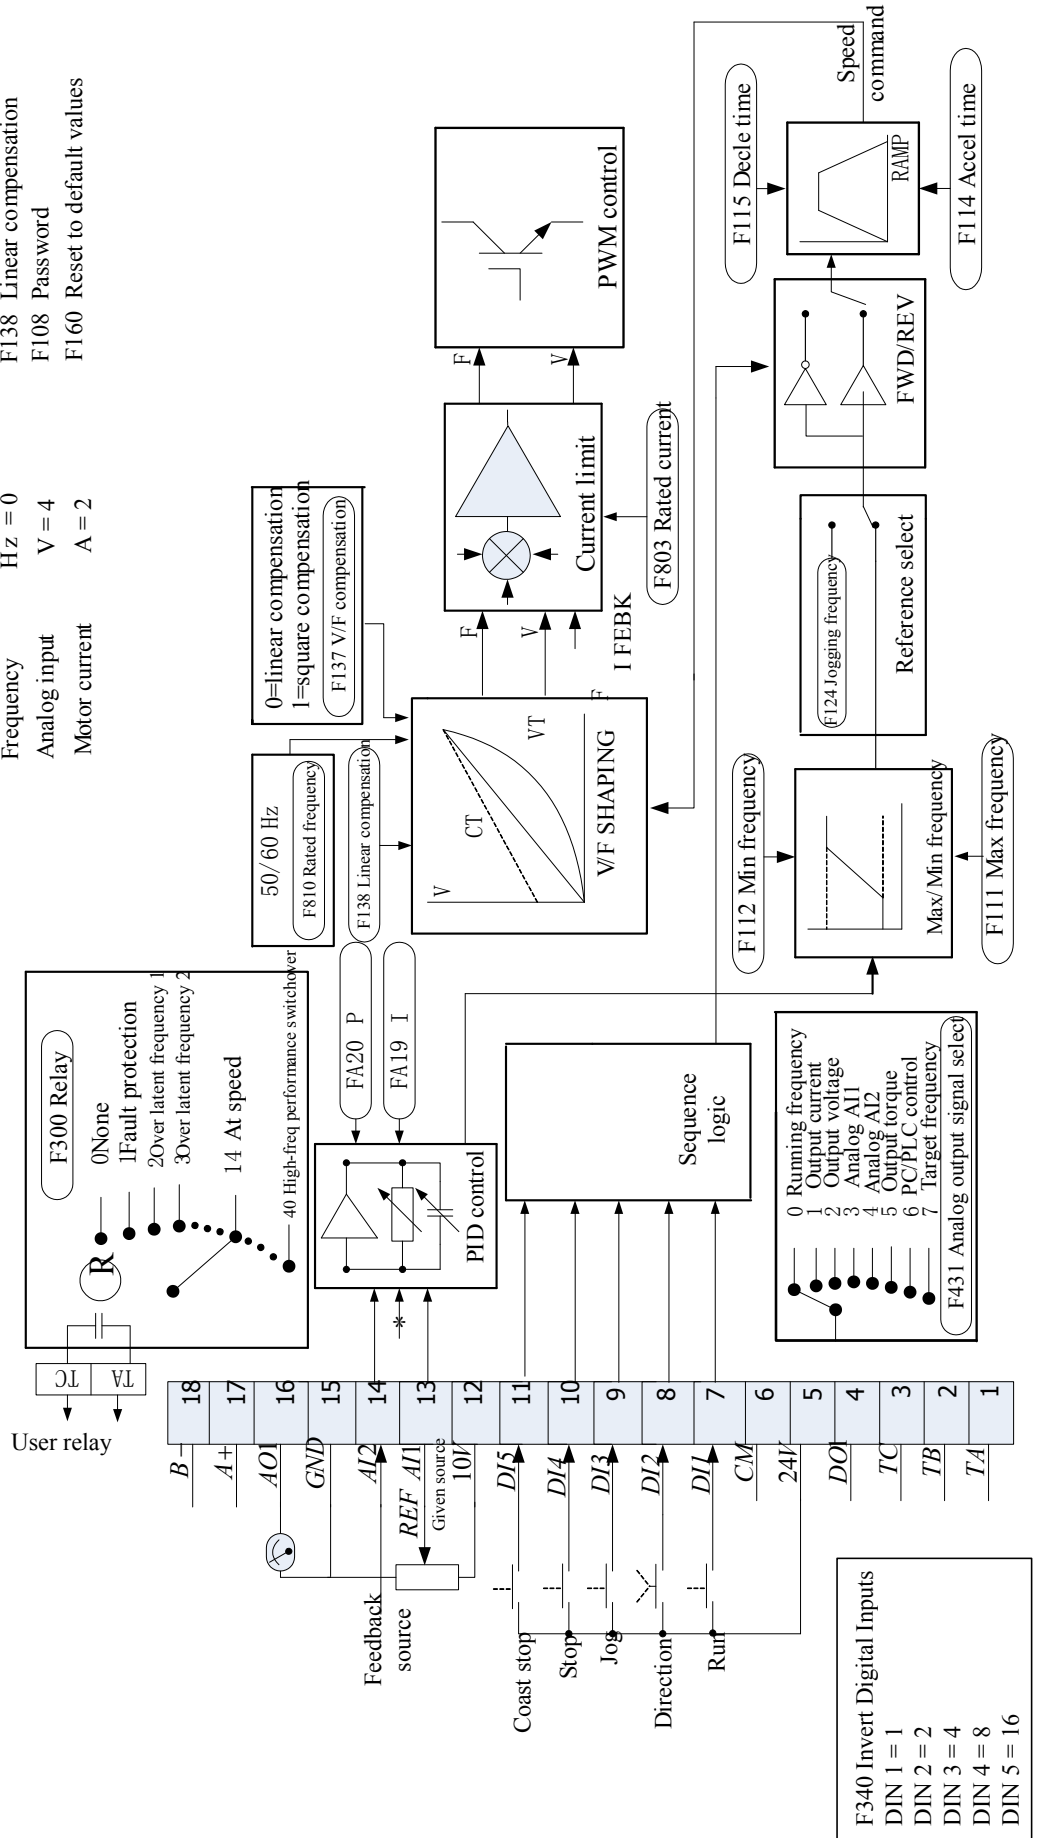 Frequency Hz = 0
Analog input V = 4
Motor current A = 2
F138 Linear compensation
F108 Password
F160 Reset to default values
User relay
TC
TA
F300 Relay
R
0None
1Fault protection
2Over latent frequency 1
3Over latent frequency 2
14 At speed
40 High-freq performance switchover
50/60 Hz
F810 Rated frequency
0=linear compensation
1=square compensation
F137 V/F compensation
F138 Linear compensation
FA20 P
FA19 I
PID control
*
V
CT
VT
F
V/F SHAPING
F
V
I FEBK
Current limit
F803 Rated current
F
V
PWM control
B- 18
A+ 17
AO1 16
GND 15
AI2 14
REF AI1 13
Given source
10V 12
DI5 11
DI4 10
DI3 9
DI2 8
DI1 7
CM 6
24V 5
DO1 4
TC 3
TB 2
TA 1
Feedback
source
Coast stop
Stop
Jog
Direction
Run
Sequence
logic
F112 Min frequency
Max/Min frequency
F111 Max frequency
F124 Jogging frequency
Reference select
FWD/REV
F115 Decle time
RAMP
F114 Accel time
Speed
command
0 Running frequency
1 Output current
2 Output voltage
3 Analog AI1
4 Analog AI2
5 Output torque
6 PC/PLC control
7 Target frequency
F431 Analog output signal select
F340 Invert Digital Inputs
DIN 1 = 1
DIN 2 = 2
DIN 3 = 4
DIN 4 = 8
DIN 5 = 16